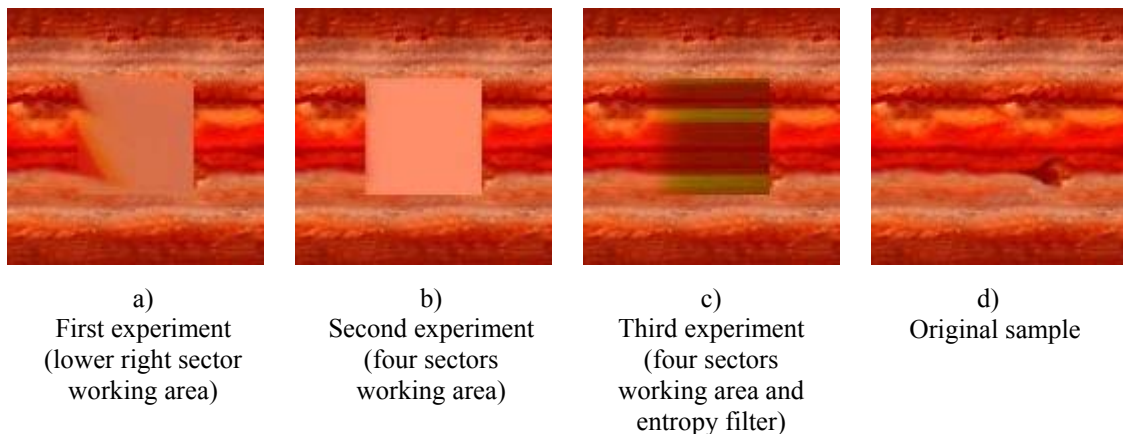 a)
First experiment
(lower right sector
working area)
b)
Second experiment
(four sectors
working area)
c)
Third experiment
(four sectors
working area and
entropy filter)
d)
Original sample